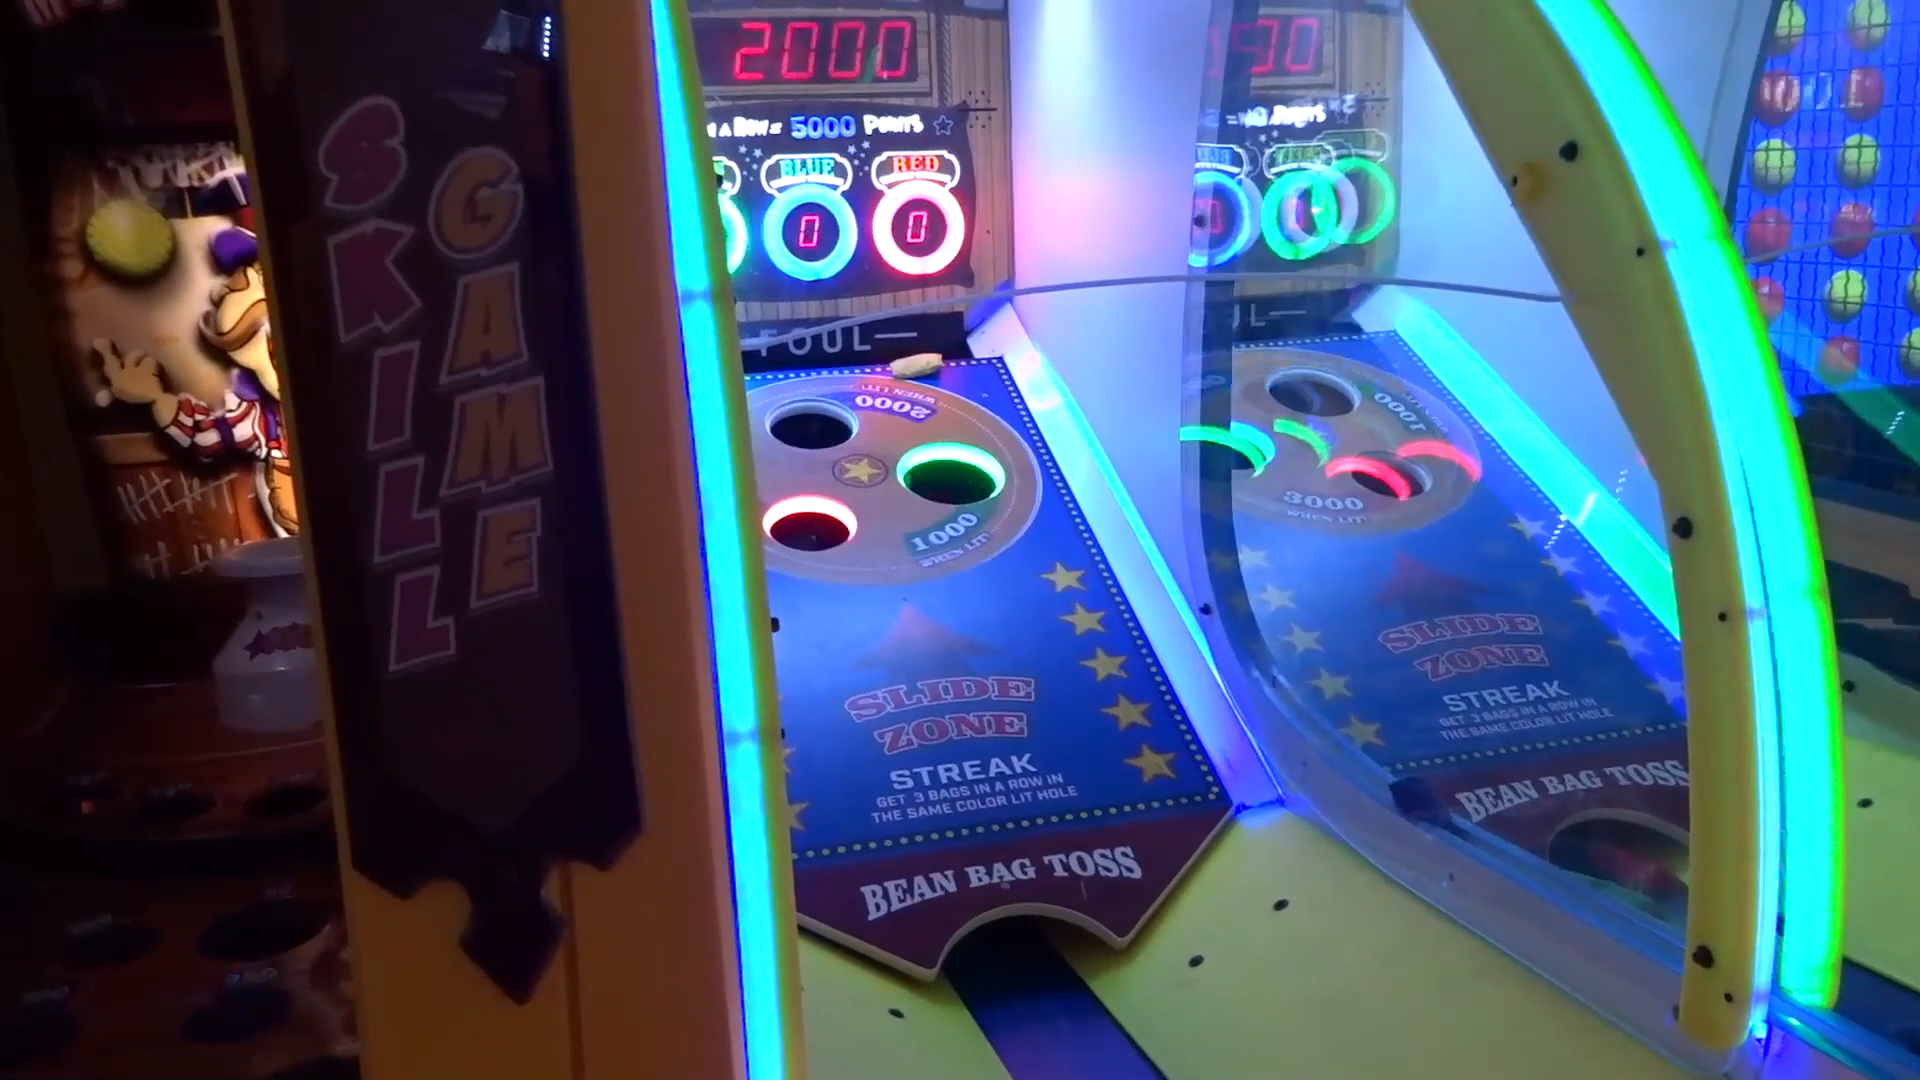 SKILL
GAME
2000
A ROW= 5000 POINTS
BLUE
RED
0
0
FOUL
2000
WHEN LIT!
1000
WHEN LIT!
SLIDE
ZONE
STREAK
GET 3 BAGS IN A ROW IN
THE SAME COLOR LIT HOLE
BEAN BAG TOSS
1000
3000
WHEN LIT!
SLIDE
ZONE
STREAK
GET 3 BAGS IN A ROW IN
THE SAME COLOR LIT HOLE
BEAN BAG TOSS